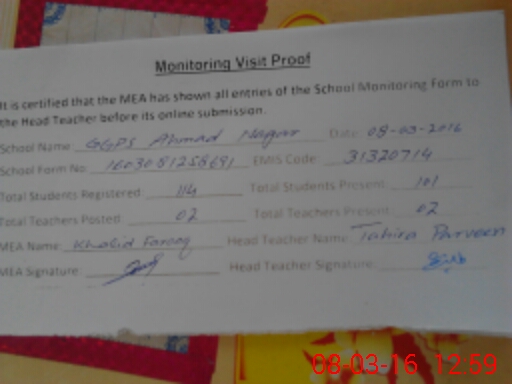 Monitoring Visit Proof
It is certified that the MEA has shown all entries of the School Monitoring Form to
the Head Teacher before its online submission.
School Name: GGPS Ahmad Nagar Date: 08-03-2016
School Form No: 1603081258691 EMIS Code: 31320714
Total Students Registered: 114 Total Students Present: 101
Total Teachers Posted: 02 Total Teachers Present: 02
MEA Name: Khalid Farooq Head Teacher Name: Tahira Parveen
MEA Signature: Head Teacher Signature:
08-03-16 12:59